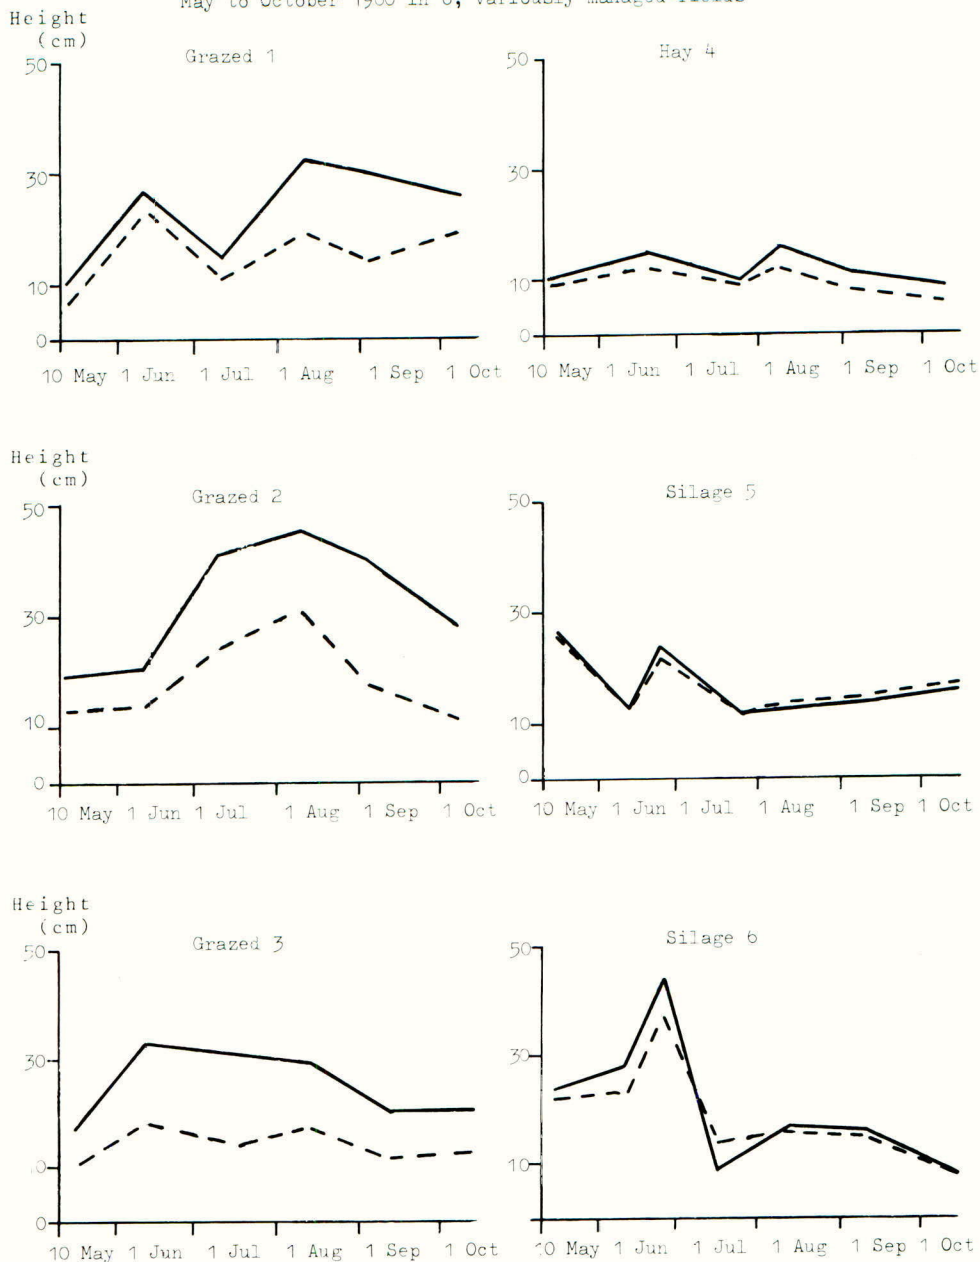 May to October 1980 in 6, variously managed fields
Height
(cm)
Grazed 1
50
30
10
0
10 May 1 Jun 1 Jul 1 Aug 1 Sep 1 Oct
Hay 4
50
30
10
0
10 May 1 Jun 1 Jul 1 Aug 1 Sep 1 Oct
Height
(cm)
Grazed 2
50
30
10
0
10 May 1 Jun 1 Jul 1 Aug 1 Sep 1 Oct
Silage 5
50
30
10
0
10 May 1 Jun 1 Jul 1 Aug 1 Sep 1 Oct
Height
(cm)
Grazed 3
50
30
10
0
10 May 1 Jun 1 Jul 1 Aug 1 Sep 1 Oct
Silage 6
50
30
10
10 May 1 Jun 1 Jul 1 Aug 1 Sep 1 Oct